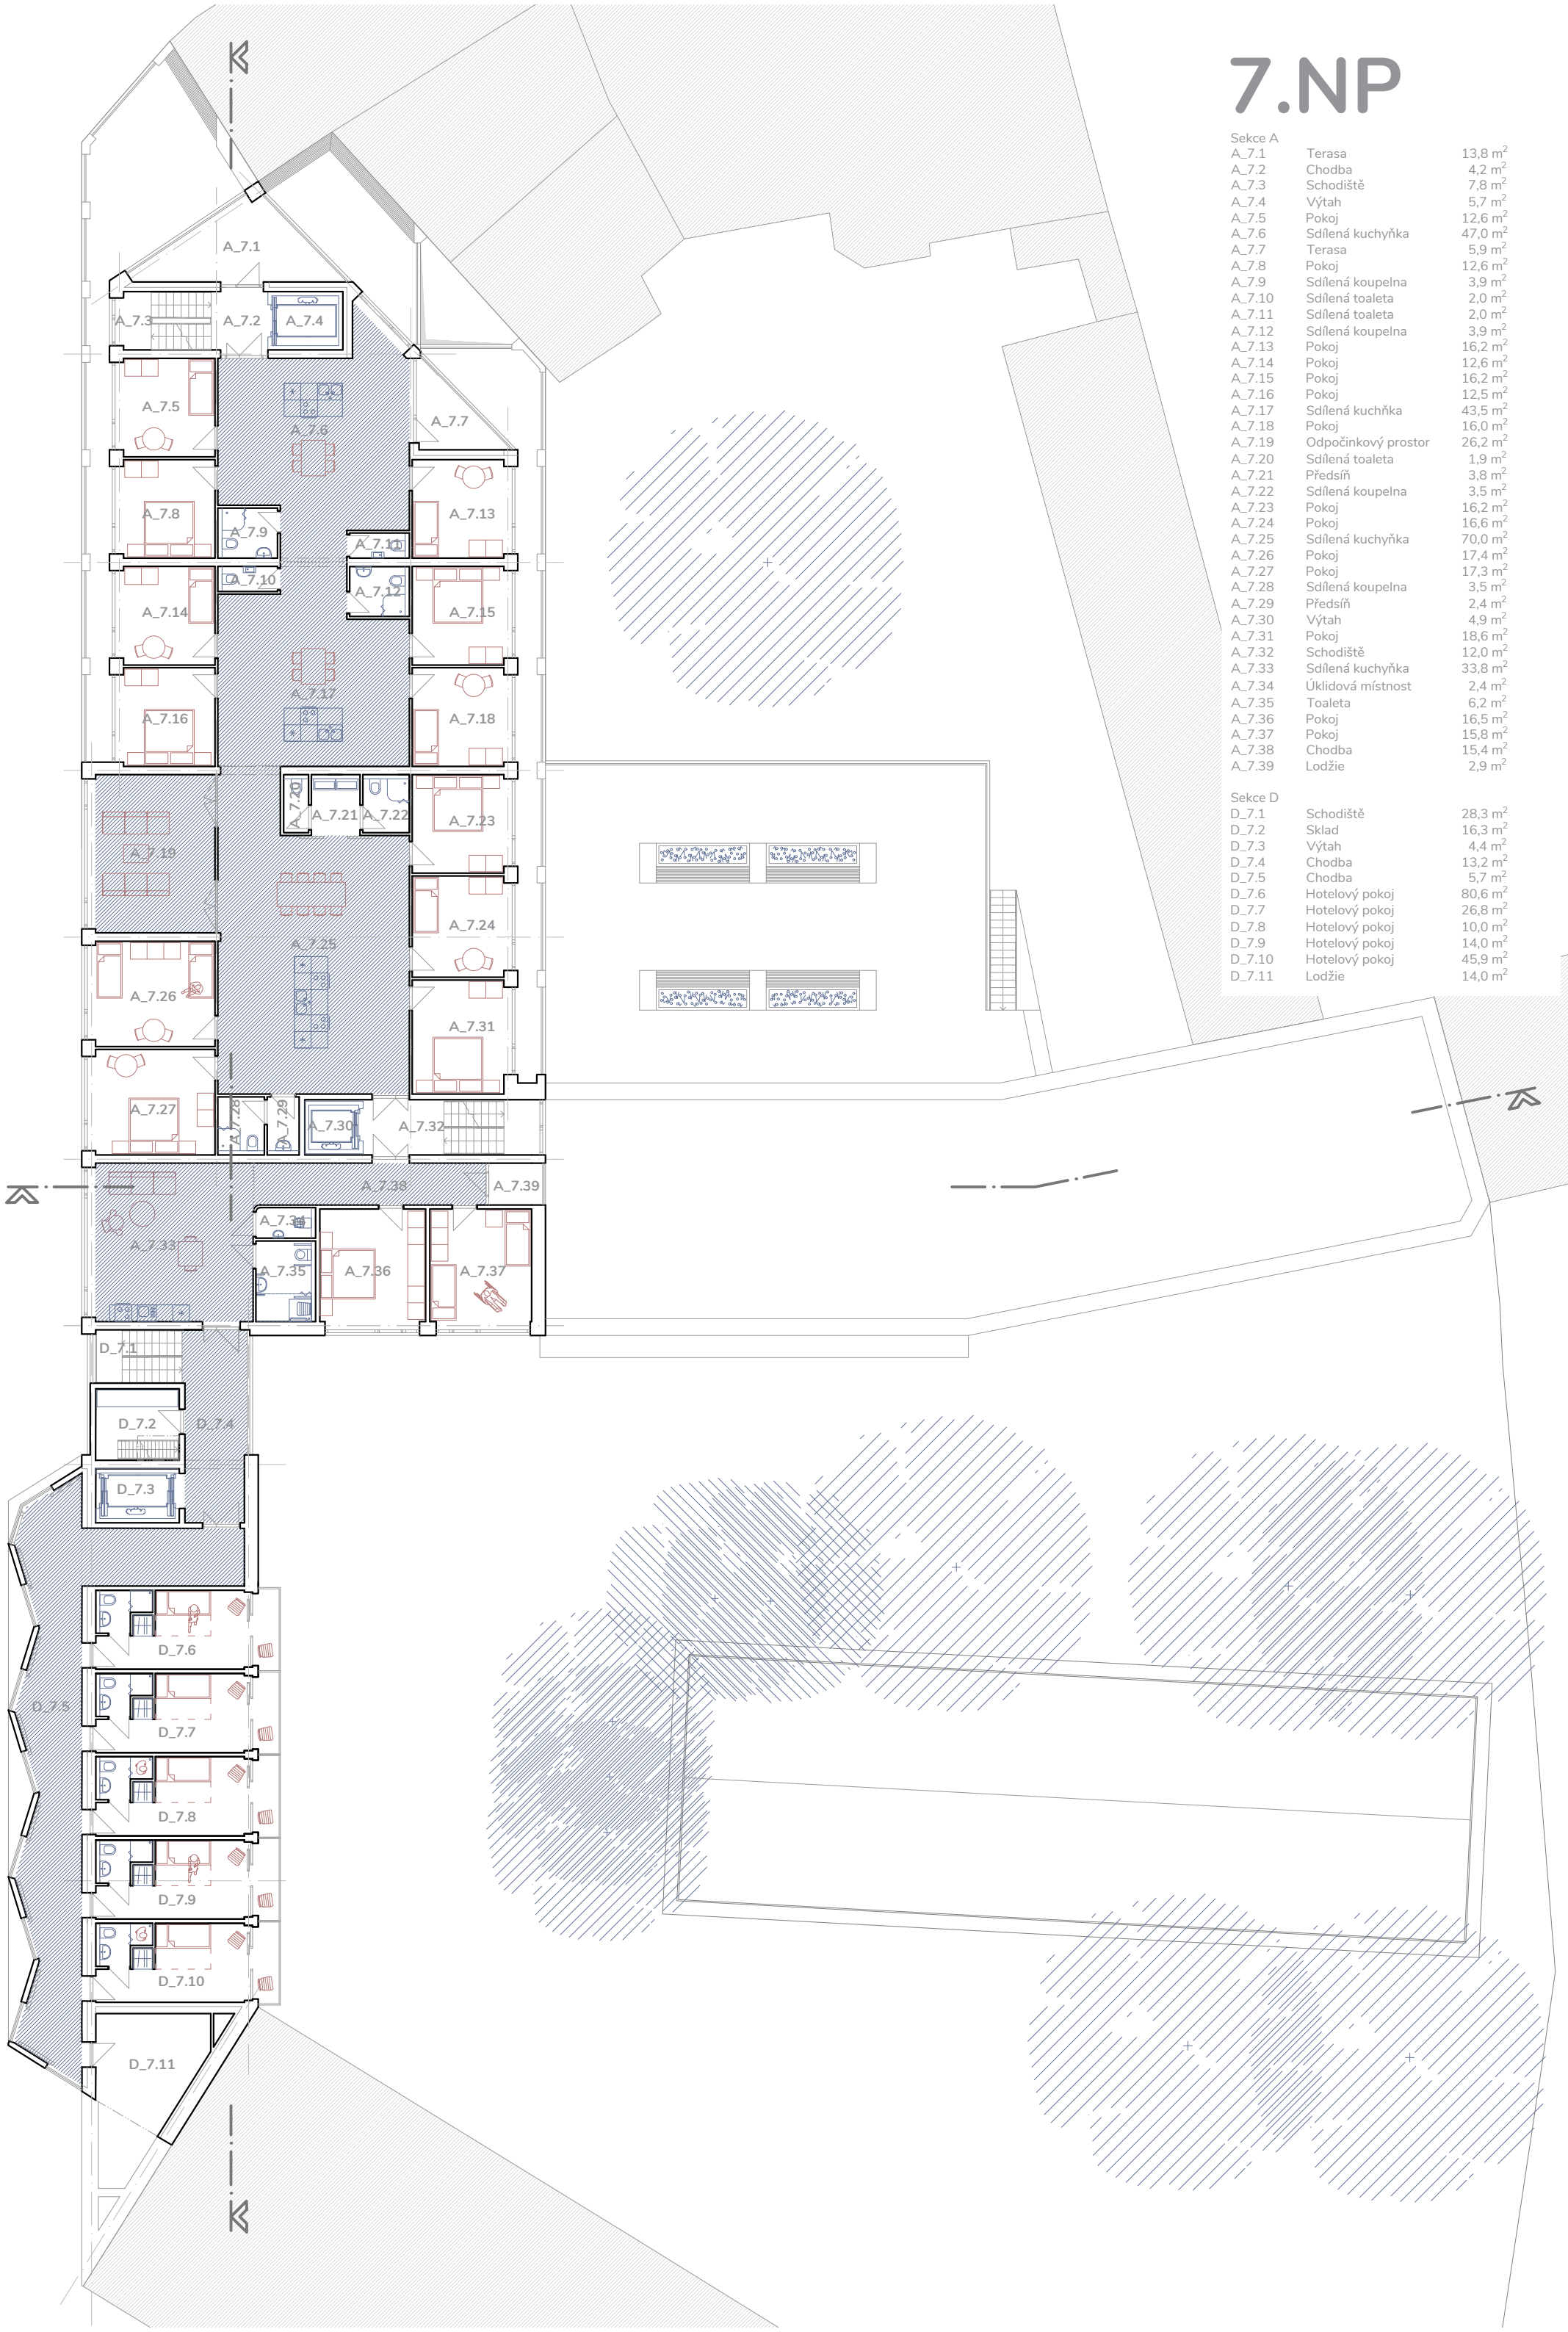 7.NP
Sekce A
A_7.1 Terasa 13,8 m²
A_7.2 Chodba 4,2 m²
A_7.3 Schodiště 7,8 m²
A_7.4 Výtah 5,7 m²
A_7.5 Pokoj 12,6 m²
A_7.6 Sdílená kuchyňka 47,0 m²
A_7.7 Terasa 5,9 m²
A_7.8 Pokoj 12,6 m²
A_7.9 Sdílená koupelna 3,9 m²
A_7.10 Sdílená toaleta 2,0 m²
A_7.11 Sdílená toaleta 2,0 m²
A_7.12 Sdílená koupelna 3,9 m²
A_7.13 Pokoj 16,2 m²
A_7.14 Pokoj 12,6 m²
A_7.15 Pokoj 16,2 m²
A_7.16 Pokoj 12,5 m²
A_7.17 Sdílená kuchňka 43,5 m²
A_7.18 Pokoj 16,0 m²
A_7.19 Odpočinkový prostor 26,2 m²
A_7.20 Sdílená toaleta 1,9 m²
A_7.21 Předsíň 3,8 m²
A_7.22 Sdílená koupelna 3,5 m²
A_7.23 Pokoj 16,2 m²
A_7.24 Pokoj 16,6 m²
A_7.25 Sdílená kuchyňka 70,0 m²
A_7.26 Pokoj 17,4 m²
A_7.27 Pokoj 17,3 m²
A_7.28 Sdílená koupelna 3,5 m²
A_7.29 Předsíň 2,4 m²
A_7.30 Výtah 4,9 m²
A_7.31 Pokoj 18,6 m²
A_7.32 Schodiště 12,0 m²
A_7.33 Sdílená kuchyňka 33,8 m²
A_7.34 Úklidová místnost 2,4 m²
A_7.35 Toaleta 6,2 m²
A_7.36 Pokoj 16,5 m²
A_7.37 Pokoj 15,8 m²
A_7.38 Chodba 15,4 m²
A_7.39 Lodžie 2,9 m²
Sekce D
D_7.1 Schodiště 28,3 m²
D_7.2 Sklad 16,3 m²
D_7.3 Výtah 4,4 m²
D_7.4 Chodba 13,2 m²
D_7.5 Chodba 5,7 m²
D_7.6 Hotelový pokoj 80,6 m²
D_7.7 Hotelový pokoj 26,8 m²
D_7.8 Hotelový pokoj 10,0 m²
D_7.9 Hotelový pokoj 14,0 m²
D_7.10 Hotelový pokoj 45,9 m²
D_7.11 Lodžie 14,0 m²
A_7.1
A_7.3 A_7.2 A_7.4
A_7.5
A_7.7
A_7.6
A_7.8
A_7.13
A_7.9
A_7.11
A_7.10
A_7.12
A_7.14
A_7.15
A_7.17
A_7.16
A_7.18
A_7.20
A_7.21
A_7.22
A_7.23
A_7.19
A_7.24
A_7.25
A_7.26
A_7.31
A_7.27
A_7.28
A_7.29
A_7.30
A_7.32
A_7.38
A_7.39
A_7.34
A_7.33
A_7.35
A_7.36
A_7.37
D_7.1
D_7.2
D_7.4
D_7.3
D_7.6
D_7.5
D_7.7
D_7.8
D_7.9
D_7.10
D_7.11